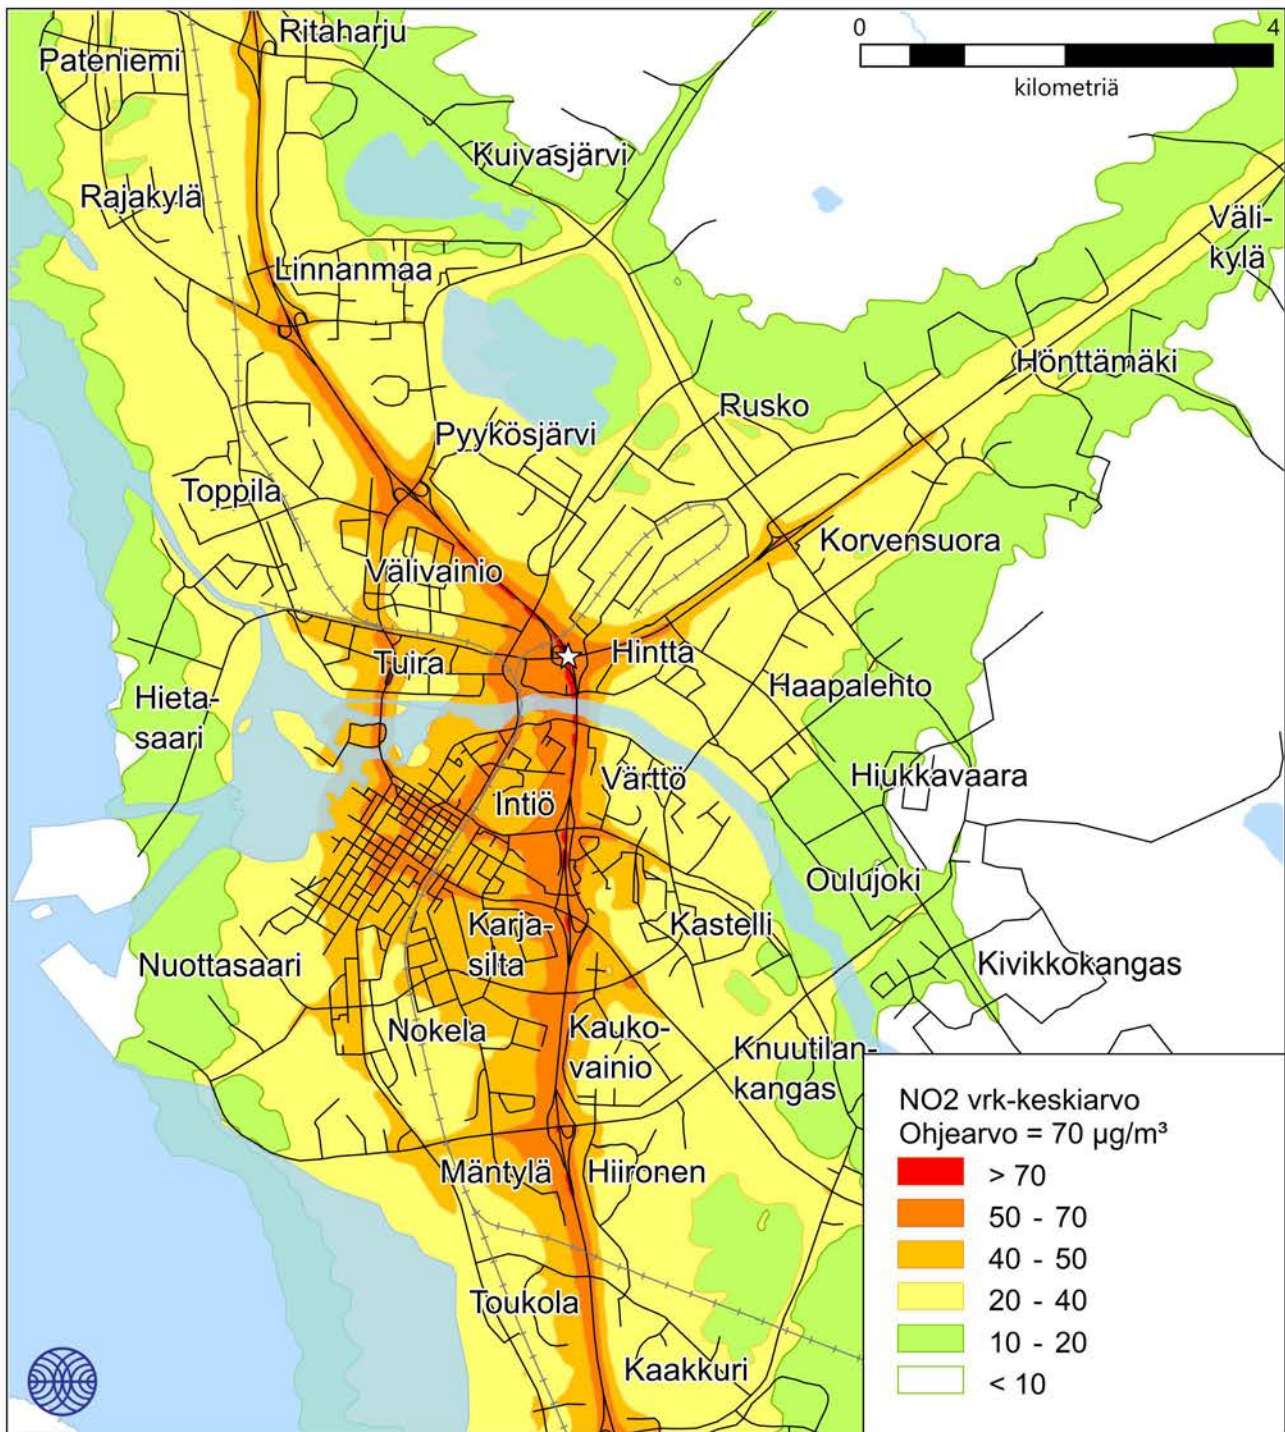 Ritaharju
Pateniemi
0 4
kilometriä
Kuivasjärvi
Rajakylä
Väli-
kylä
Linnanmaa
Hönttämäki
Rusko
Pyykösjärvi
Toppila
Korvensuora
Välivainio
Hintta
Tuira
Haapalehto
Hieta-
saari
Hiukkavaara
Värttö
Intiö
Oulujoki
Karja-
silta
Kastelli
Nuottasaari
Kivikkokangas
Nokela
Kauko-
vainio
Knuutilan-
kangas
Mäntylä
Hiironen
Toukola
Kaakkuri
NO2 vrk-keskiarvo
Ohjearvo = 70 µg/m³
> 70
50 - 70
40 - 50
20 - 40
10 - 20
< 10